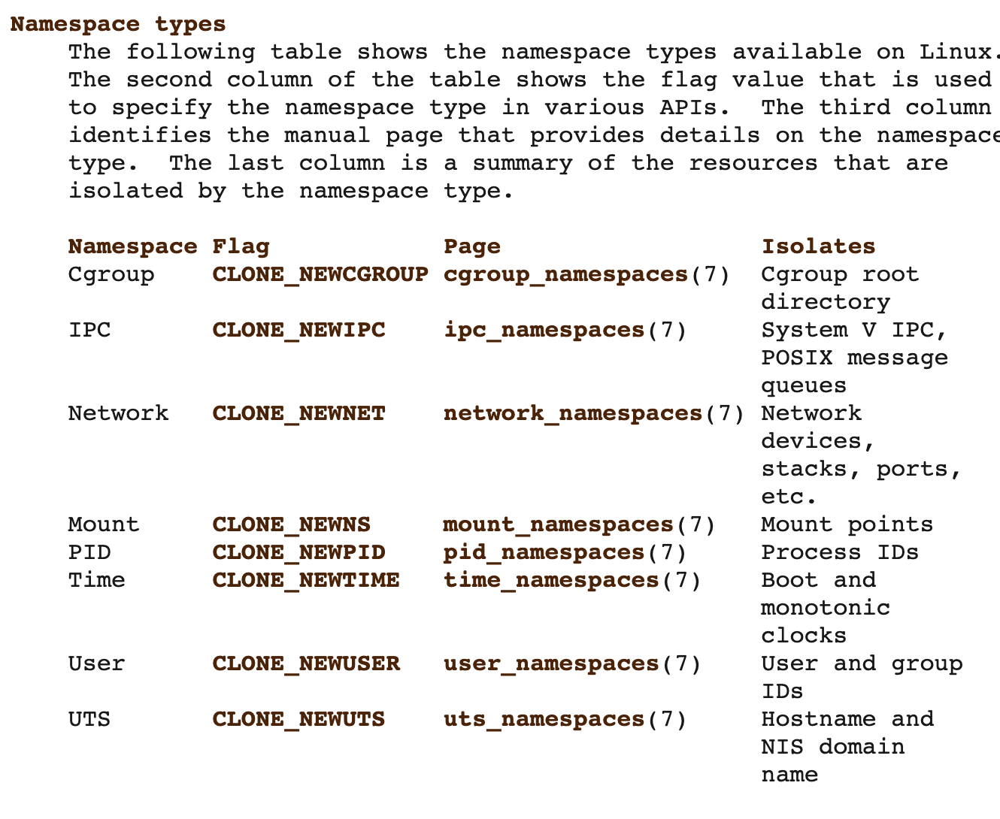 Namespace types
The following table shows the namespace types available on Linux.
The second column of the table shows the flag value that is used
to specify the namespace type in various APIs.  The third column
identifies the manual page that provides details on the namespace
type.  The last column is a summary of the resources that are
isolated by the namespace type.
Namespace Flag            Page                  Isolates
Cgroup    CLONE_NEWCGROUP cgroup_namespaces(7)  Cgroup root
                                                directory
IPC       CLONE_NEWIPC    ipc_namespaces(7)     System V IPC,
                                                POSIX message
                                                queues
Network   CLONE_NEWNET    network_namespaces(7) Network
                                                devices,
                                                stacks, ports,
                                                etc.
Mount     CLONE_NEWNS     mount_namespaces(7)   Mount points
PID       CLONE_NEWPID    pid_namespaces(7)     Process IDs
Time      CLONE_NEWTIME   time_namespaces(7)    Boot and
                                                monotonic
                                                clocks
User      CLONE_NEWUSER   user_namespaces(7)    User and group
                                                IDs
UTS       CLONE_NEWUTS    uts_namespaces(7)     Hostname and
                                                NIS domain
                                                name